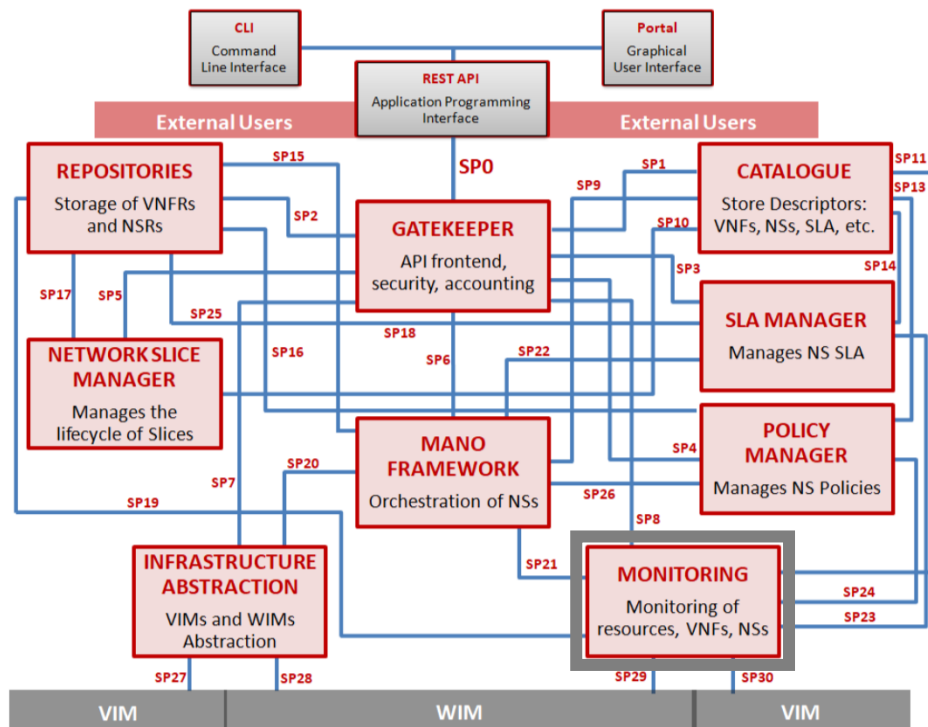 CLI
Command
Line Interface
Portal
Graphical
User Interface
REST API
Application Programming
Interface
External Users
External Users
SP0
SP15
SP2
SP1
SP9
SP10
SP11
SP13
SP3
SP14
REPOSITORIES
Storage of VNFRs
and NSRs
GATEKEEPER
API frontend,
security, accounting
CATALOGUE
Store Descriptors:
VNFs, NSs, SLA, etc.
SP17
SP5
SP25
SP18
SP16
SP6
SP22
SLA MANAGER
Manages NS SLA
NETWORK SLICE
MANAGER
Manages the
lifecycle of Slices
MANO
FRAMEWORK
Orchestration of NSs
POLICY
MANAGER
Manages NS Policies
SP20
SP7
SP19
SP4
SP26
SP8
SP21
SP24
SP23
INFRASTRUCTURE
ABSTRACTION
VIMs and WIMs
Abstraction
MONITORING
Monitoring of
resources, VNFs, NSs
SP27
SP28
SP29
SP30
VIM
WIM
VIM